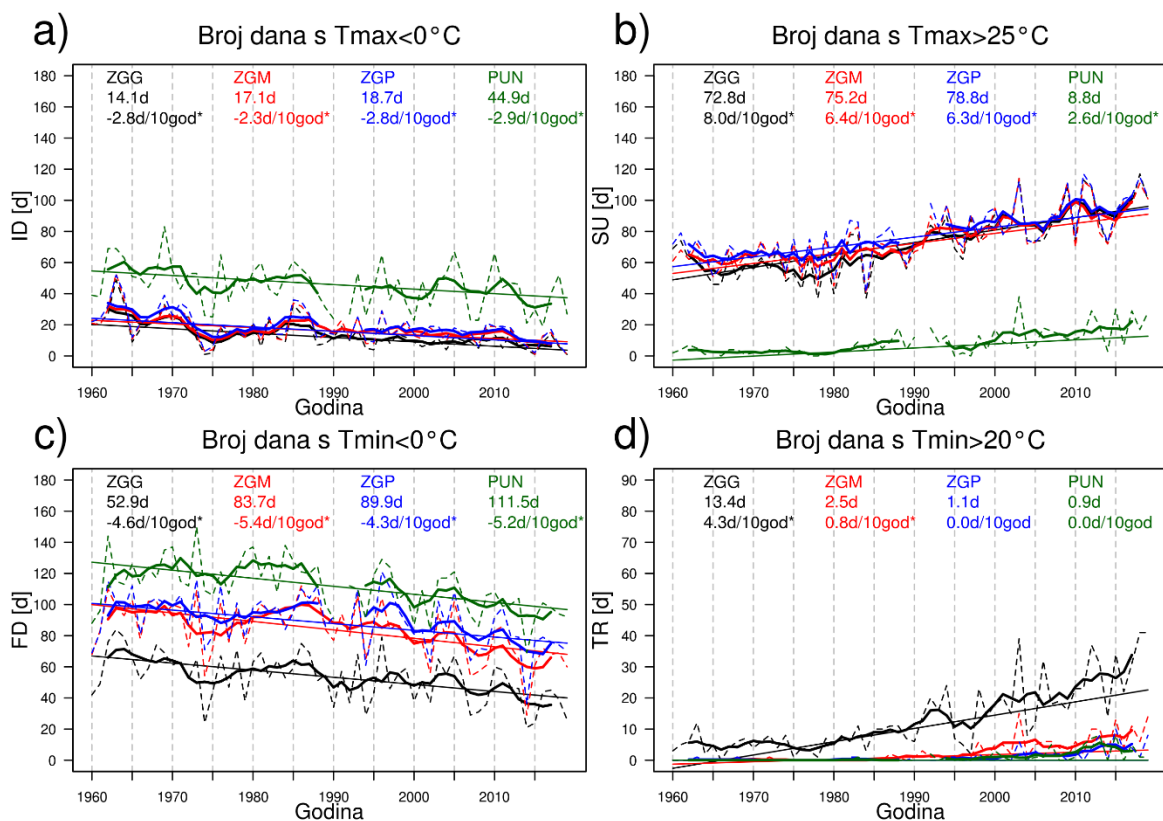 a)
Broj dana s Tmax<0°C
ZGG ZGM ZGP PUN
14.1d 17.1d 18.7d 44.9d
-2.8d/10god* -2.3d/10god* -2.8d/10god* -2.9d/10god*
ID [d]
180
160
140
120
100
80
60
40
20
0
1960 1970 1980 1990 2000 2010
Godina
b)
Broj dana s Tmax>25°C
ZGG ZGM ZGP PUN
72.8d 75.2d 78.8d 8.8d
8.0d/10god* 6.4d/10god* 6.3d/10god* 2.6d/10god*
SU [d]
180
160
140
120
100
80
60
40
20
0
1960 1970 1980 1990 2000 2010
Godina
c)
Broj dana s Tmin<0°C
ZGG ZGM ZGP PUN
52.9d 83.7d 89.9d 111.5d
-4.6d/10god* -5.4d/10god* -4.3d/10god* -5.2d/10god*
FD [d]
180
160
140
120
100
80
60
40
20
0
1960 1970 1980 1990 2000 2010
Godina
d)
Broj dana s Tmin>20°C
ZGG ZGM ZGP PUN
13.4d 2.5d 1.1d 0.9d
4.3d/10god* 0.8d/10god* 0.0d/10god 0.0d/10god
TR [d]
90
80
70
60
50
40
30
20
10
0
1960 1970 1980 1990 2000 2010
Godina